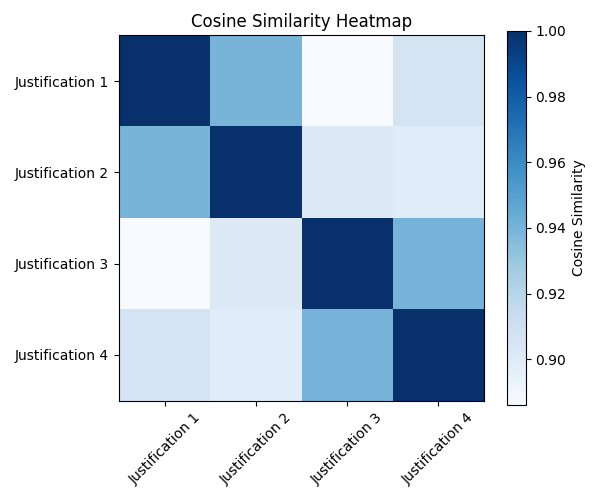 Cosine Similarity Heatmap
Justification 1
Justification 2
Justification 3
Justification 4
Justification 1
Justification 2
Justification 3
Justification 4
1.00
0.98
0.96
0.94
0.92
0.90
Cosine Similarity